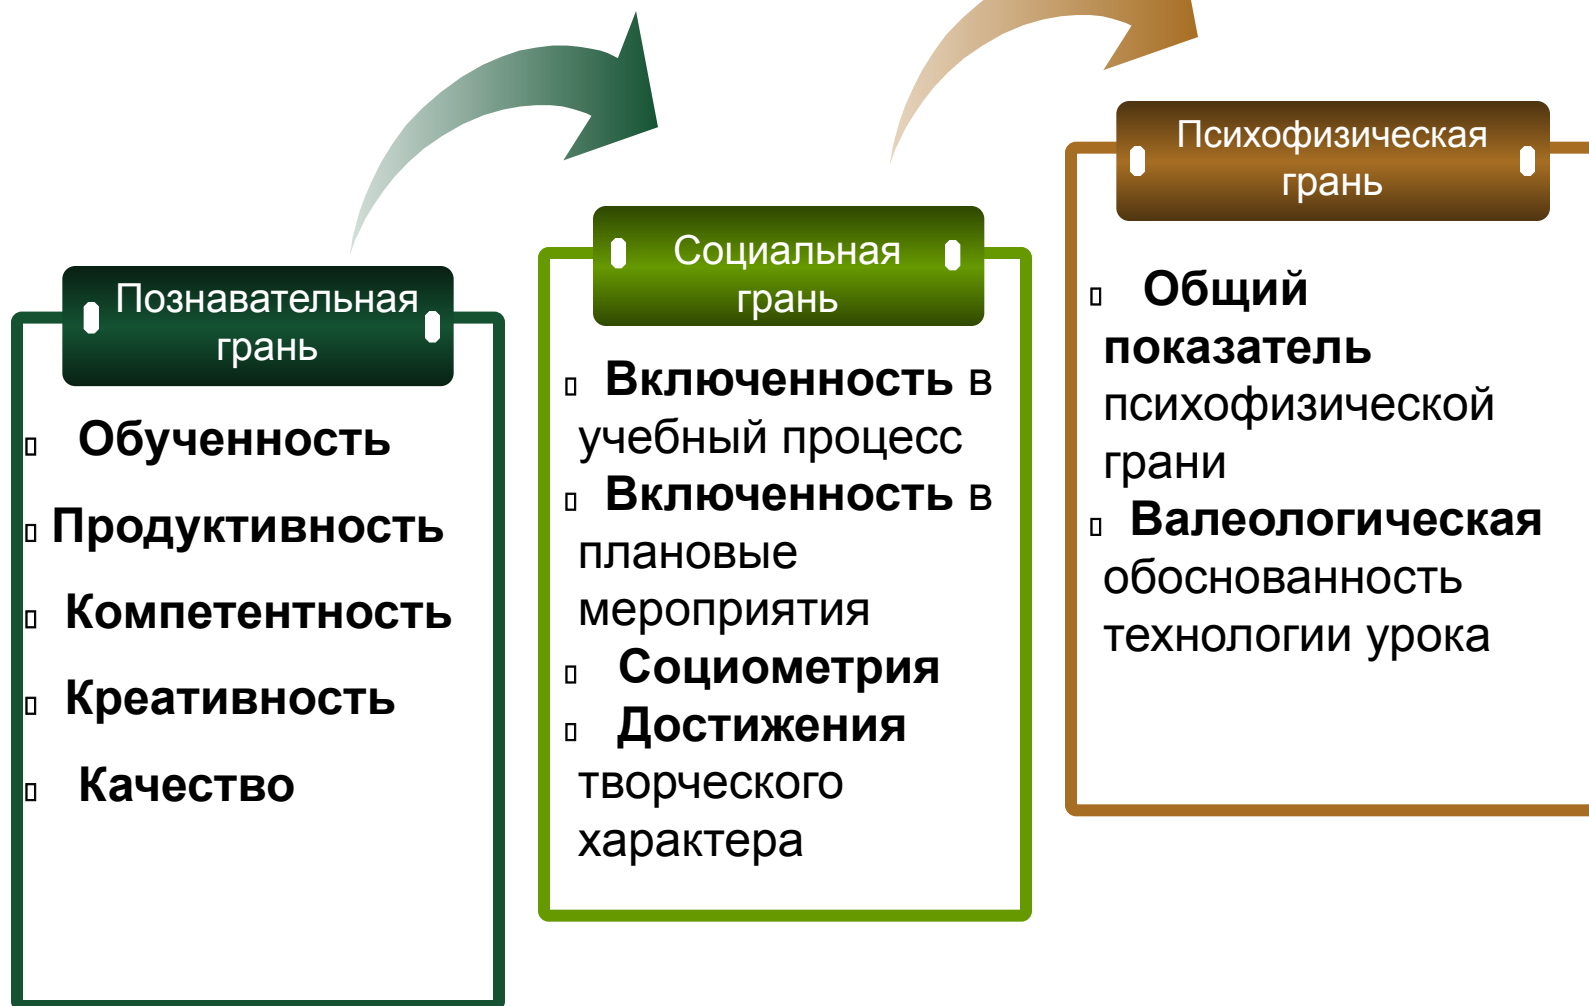 Познавательная
грань
Обученность
Продуктивность
Компетентность
Креативность
Качество
Социальная
грань
Включенность в
учебный процесс
Включенность в
плановые
мероприятия
Социометрия
Достижения
творческого
характера
Психофизическая
грань
Общий
показатель
психофизической
грани
Валеологическая
обоснованность
технологии урока